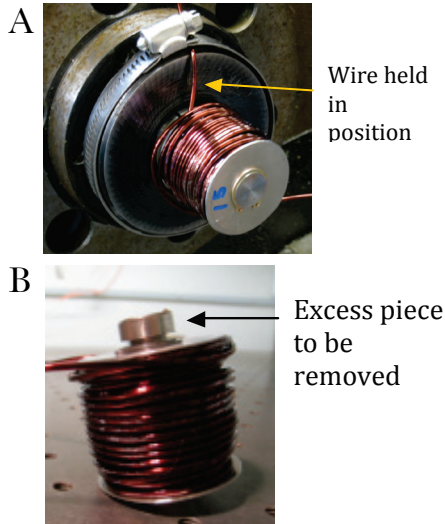 A
Wire held
in
position
15
B
Excess piece
to be
removed